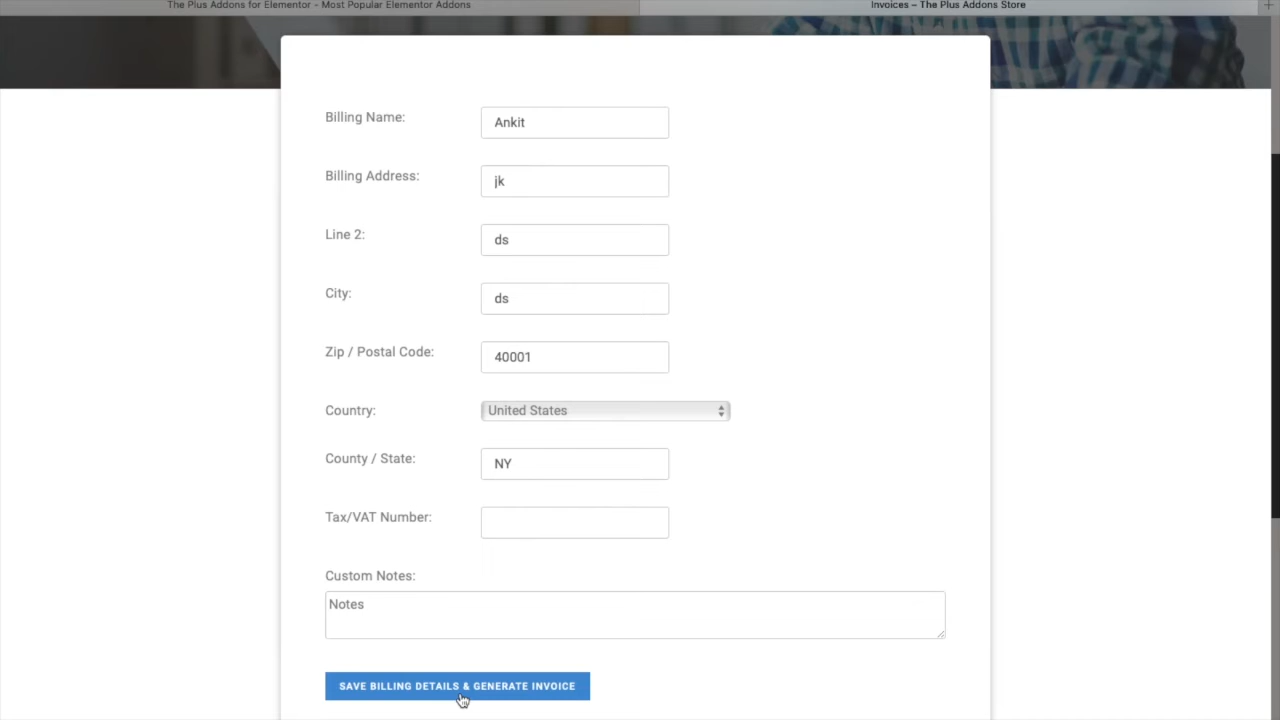 The Plus Addons for Elementor - Most Popular Elementor Addons
Invoices – The Plus Addons Store
Billing Name:
Ankit
Billing Address:
jk
Line 2:
ds
City:
ds
Zip / Postal Code:
40001
Country:
United States
County / State:
NY
Tax/VAT Number:
Custom Notes:
Notes
SAVE BILLING DETAILS & GENERATE INVOICE